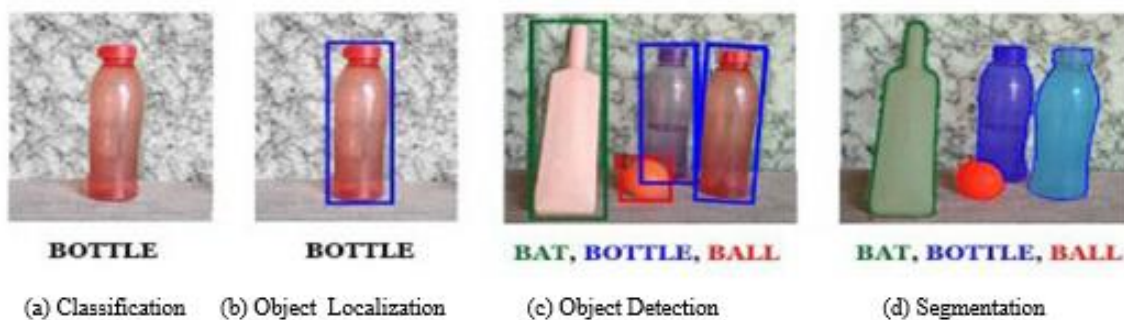 BOTTLE
BOTTLE
BAT, BOTTLE, BALL
BAT, BOTTLE, BALL
(a) Classification
(b) Object Localization
(c) Object Detection
(d) Segmentation